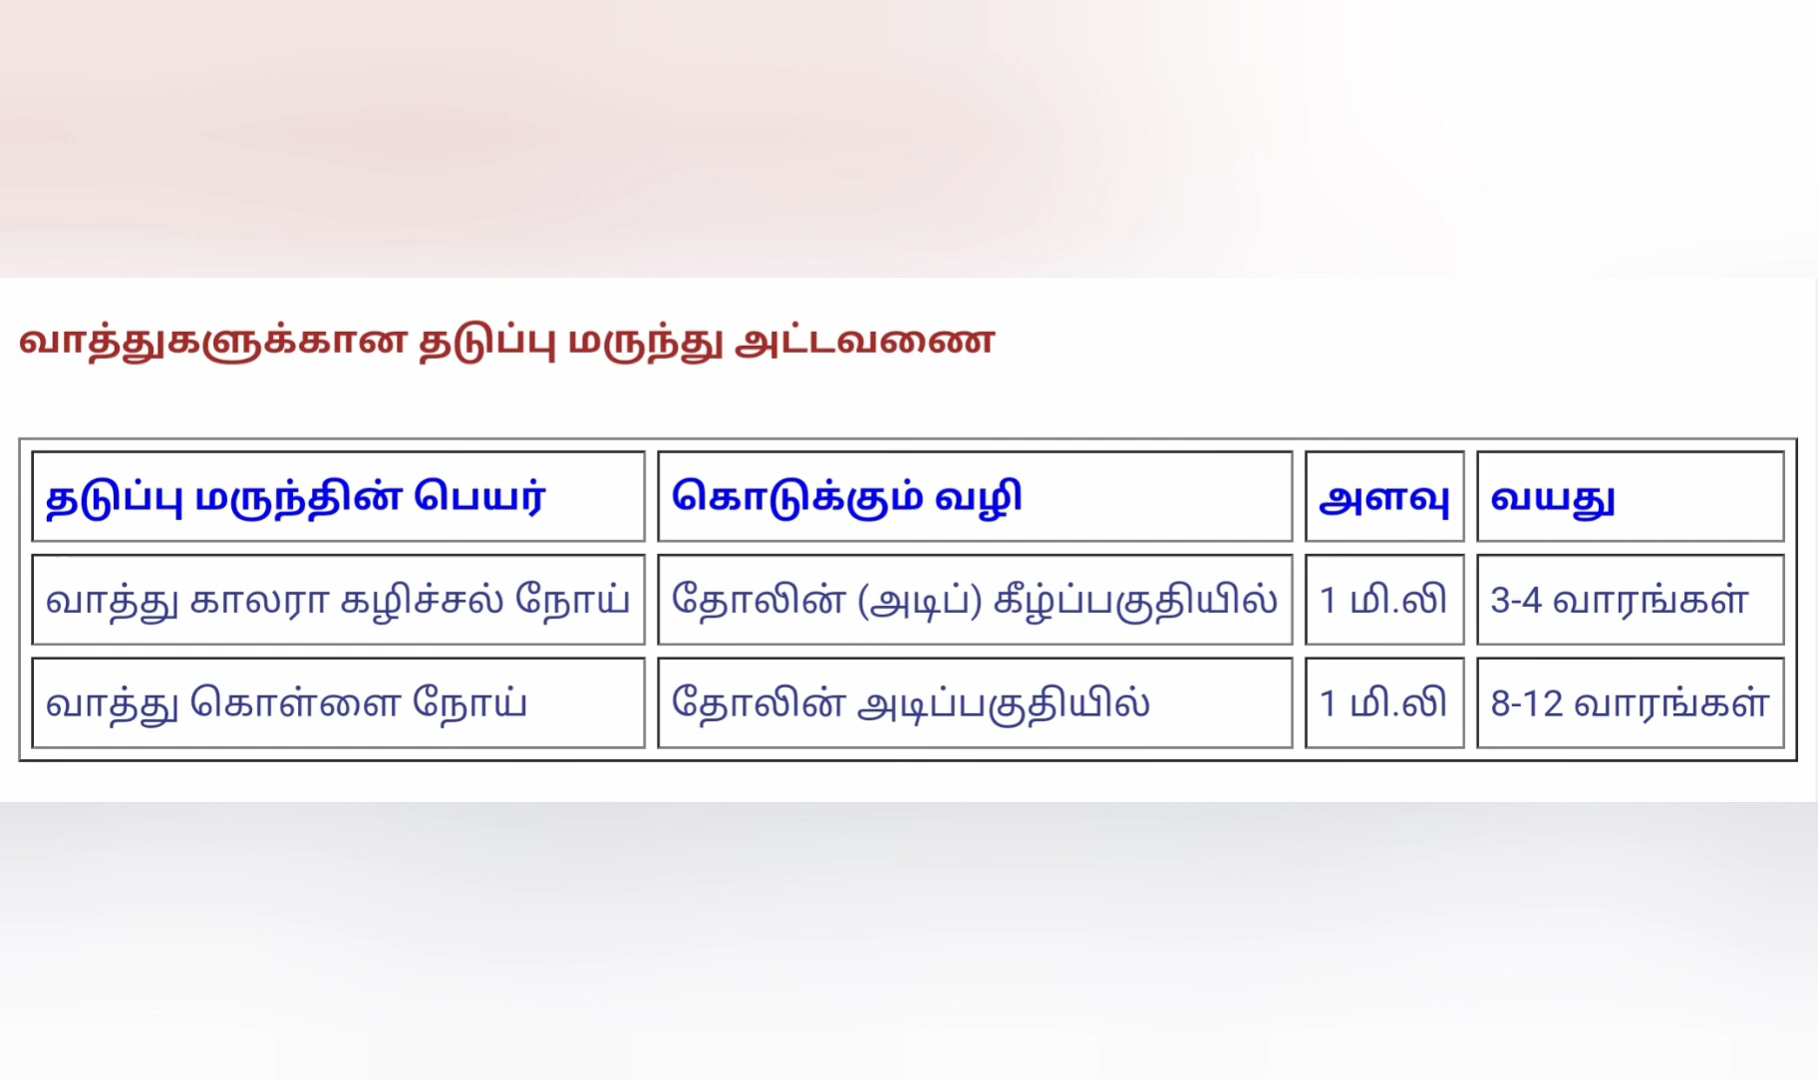 வாத்துகளுக்கான தடுப்பு மருந்து அட்டவணை
தடுப்பு மருந்தின் பெயர் கொடுக்கும் வழி அளவு வயது
வாத்து காலரா கழிச்சல் நோய் தோலின் (அடிப்) கீழ்ப்பகுதியில் 1 மி.லி 3-4 வாரங்கள்
வாத்து கொள்ளை நோய் தோலின் அடிப்பகுதியில் 1 மி.லி 8-12 வாரங்கள்